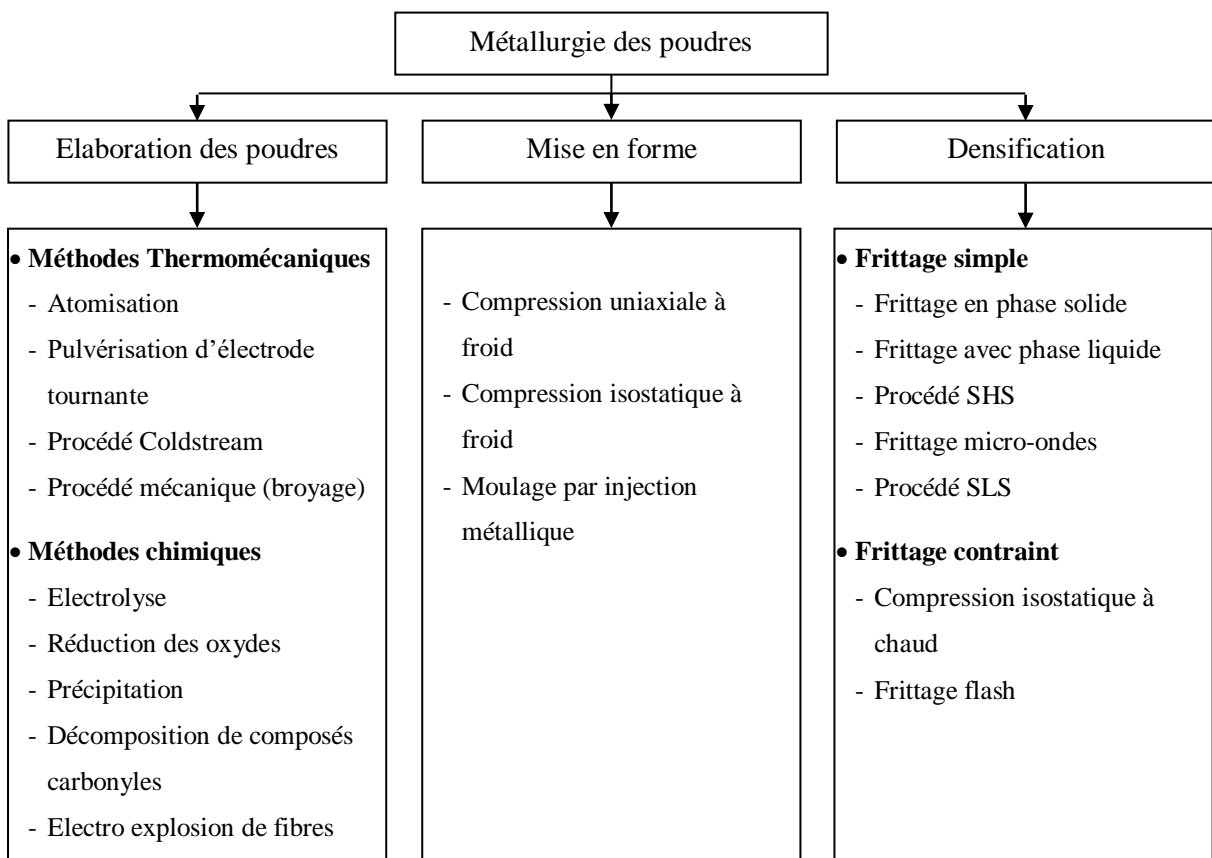 Métallurgie des poudres
Elaboration des poudres
Mise en forme
Densification
• Méthodes Thermomécaniques
- Atomisation
- Pulvérisation d’électrode
tournante
- Procédé Coldstream
- Procédé mécanique (broyage)
• Méthodes chimiques
- Electrolyse
- Réduction des oxydes
- Précipitation
- Décomposition de composés
carbonyles
- Electro explosion de fibres
- Compression uniaxiale à
froid
- Compression isostatique à
froid
- Moulage par injection
métallique
• Frittage simple
- Frittage en phase solide
- Frittage avec phase liquide
- Procédé SHS
- Frittage micro-ondes
- Procédé SLS
• Frittage contraint
- Compression isostatique à
chaud
- Frittage flash